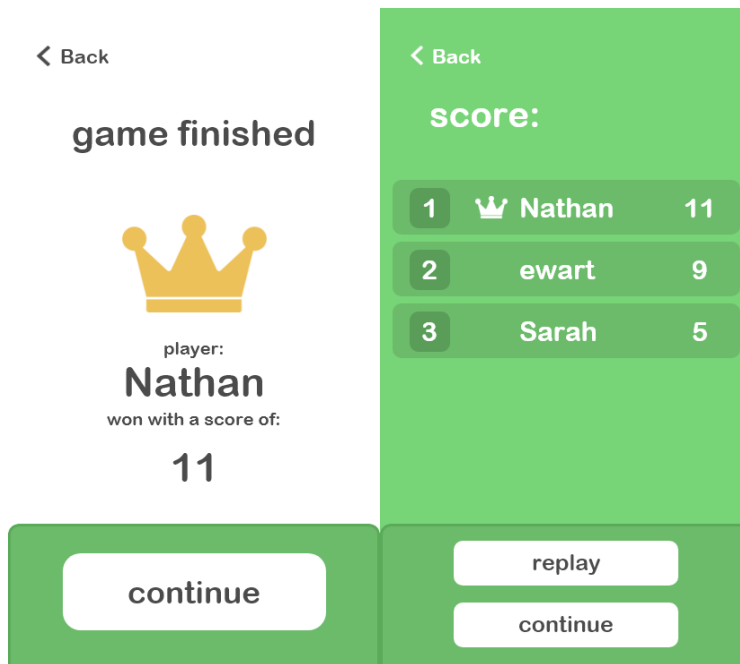 Back
game finished
player:
Nathan
won with a score of:
11
continue
Back
score:
1 Nathan 11
2 ewart 9
3 Sarah 5
replay
continue